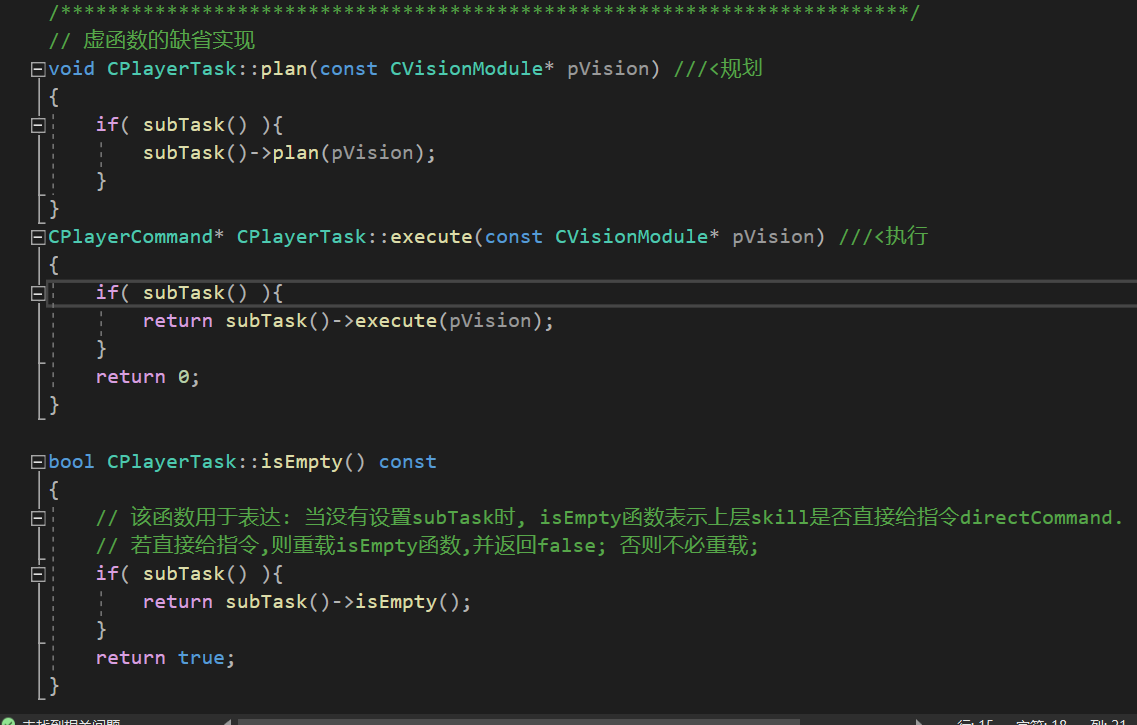 /************************************************************************/
// 虚函数的缺省实现
void CPlayerTask::plan(const CVisionModule* pVision) ///<规划
{
if( subTask() ){
subTask()->plan(pVision);
}
}
CPlayerCommand* CPlayerTask::execute(const CVisionModule* pVision) ///<执行
{
if( subTask() ){
return subTask()->execute(pVision);
}
return 0;
}
bool CPlayerTask::isEmpty() const
{
// 该函数用于表达: 当没有设置subTask时, isEmpty函数表示上层skill是否直接给指令directCommand.
// 若直接给指令,则重载isEmpty函数,并返回false; 否则不必重载;
if( subTask() ){
return subTask()->isEmpty();
}
return true;
}
未找到相关问题 行: 15 字符: 18 列: 21